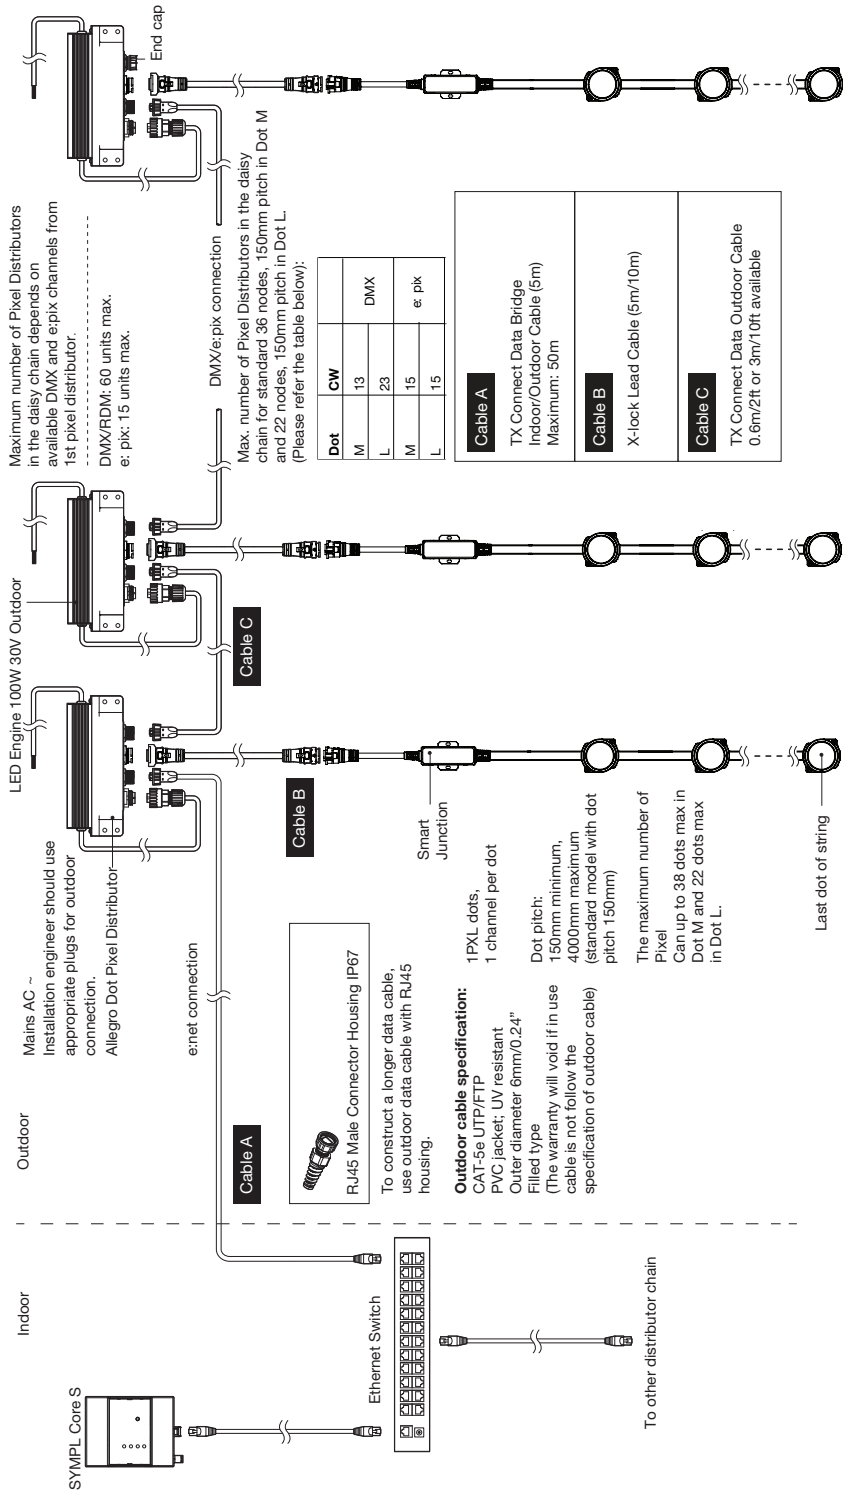 Indoor
Outdoor
SYMPL Core S
Ethernet Switch
To other distributor chain
Mains AC ~
Installation engineer should use
appropriate plugs for outdoor
connection.
Allegro Dot Pixel Distributor
LED Engine 100W 30V Outdoor
e:net connection
Cable A
RJ45 Male Connector Housing IP67
To construct a longer data cable,
use outdoor data cable with RJ45
housing.
Outdoor cable specification:
CAT-5e UTP/FTP
PVC jacket; UV resistant
Outer diameter 6mm/0.24”
Filled type
(The warranty will void if in use
cable is not follow the
specification of outdoor cable)
Cable B
Cable C
Smart
Junction
1PXL dots,
1 channel per dot
Dot pitch:
150mm minimum,
4000mm maximum
(standard model with dot
pitch 150mm)
The maximum number of
Pixel
Can up to 38 dots max in
Dot M and 22 dots max
in Dot L.
Last dot of string
Maximum number of Pixel Distributors
in the daisy chain depends on
available DMX and e:pix channels from
1st pixel distributor.
DMX/RDM: 60 units max.
e: pix: 15 units max.
End cap
DMX/e:pix connection
Max. number of Pixel Distributors in the daisy
chain for standard 36 nodes, 150mm pitch in Dot M
and 22 nodes, 150mm pitch in Dot L.
(Please refer the table below):
Dot CW
M 13 DMX
L 23
M 15 e: pix
L 15
Cable A
TX Connect Data Bridge
Indoor/Outdoor Cable (5m)
Maximum: 50m
Cable B
X-lock Lead Cable (5m/10m)
Cable C
TX Connect Data Outdoor Cable
0.6m/2ft or 3m/10ft available